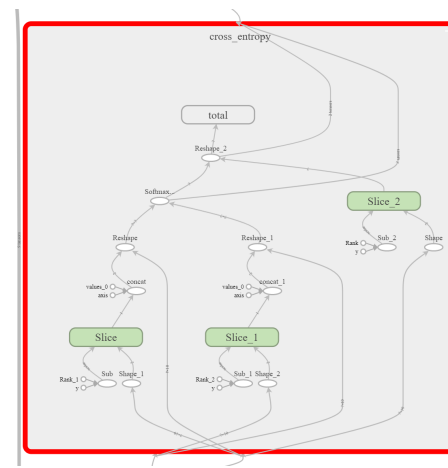 cross_entropy
total
Reshape_2
Softmax...
Slice_2
Rank
y
Sub_2
Shape
Reshape
Reshape_1
values_0
axis
concat
values_0
axis
concat_1
Slice
Slice_1
Rank_1
y
Sub
Shape_1
Rank_2
y
Sub_1
Shape_2